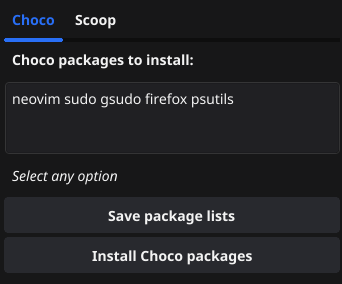 Choco Scoop
Choco packages to install:
neovim sudo gsudo firefox psutils
Select any option
Save package lists
Install Choco packages